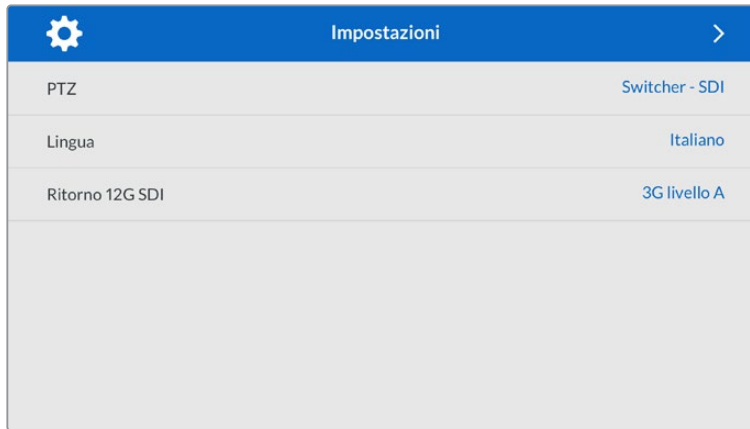 Impostazioni
PTZ Switcher - SDI
Lingua Italiano
Ritorno 12G SDI 3G livello A